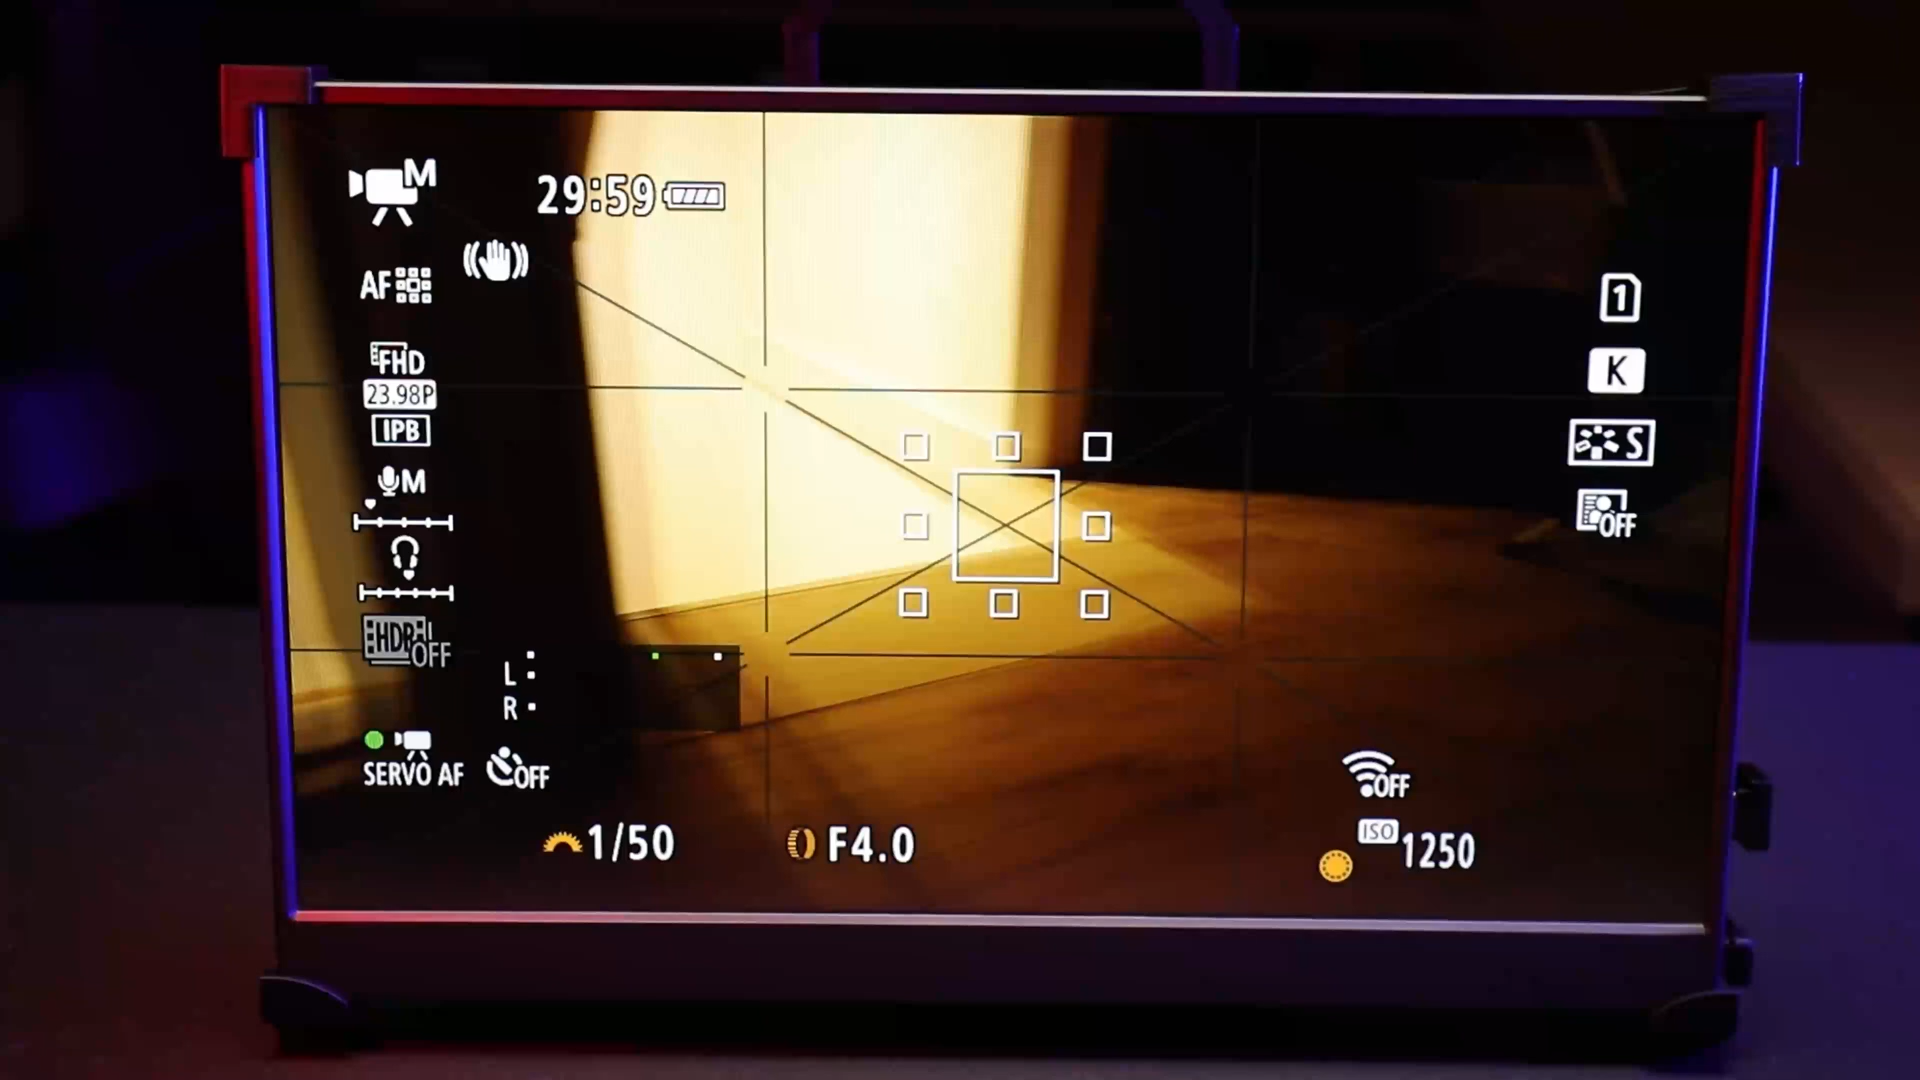 M
29:59
AF
FHD
23.98P
IPB
M
HDR OFF
L
R
SERVO AF
OFF
1/50
F4.0
1
K
S
OFF
OFF
ISO 1250